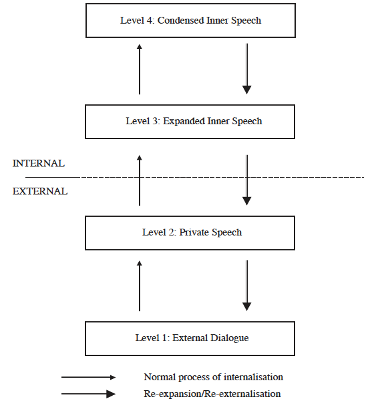 Level 4: Condensed Inner Speech
Level 3: Expanded Inner Speech
INTERNAL
EXTERNAL
Level 2: Private Speech
Level 1: External Dialogue
Normal process of internalisation
Re-expansion/Re-externalisation